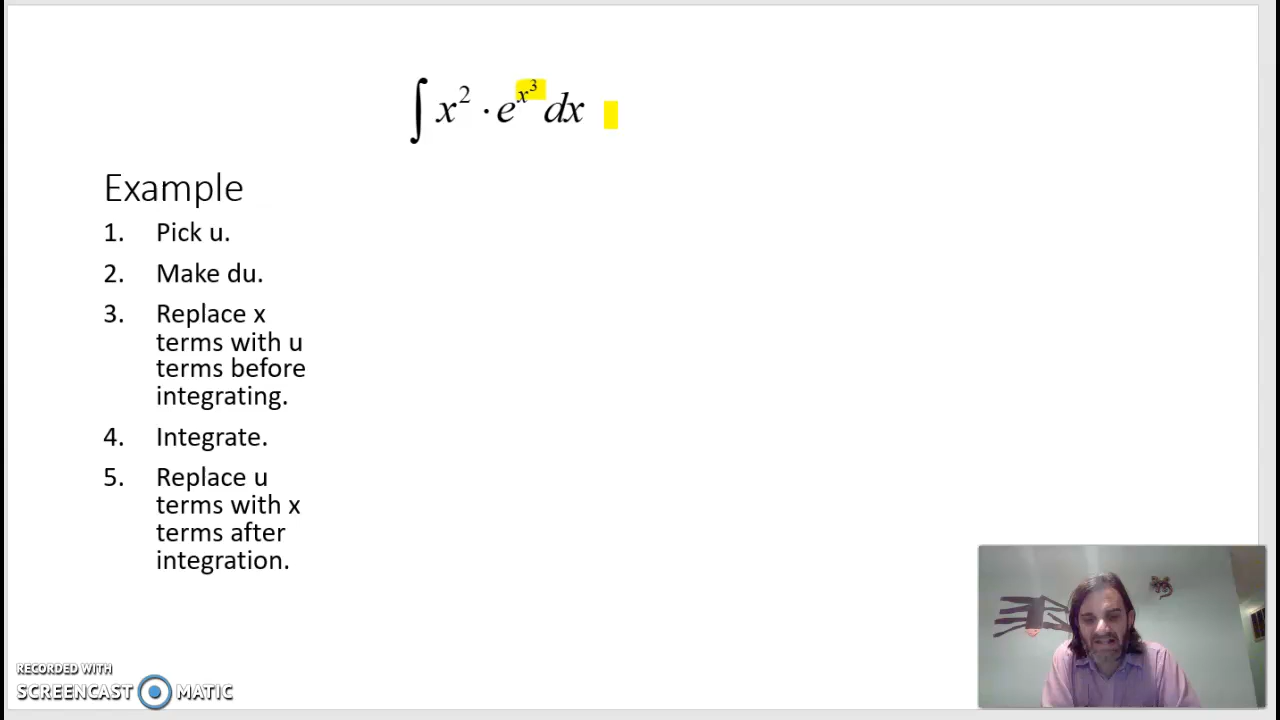 ∫ x² · e^{x³} dx
Example
1. Pick u.
2. Make du.
3. Replace x
terms with u
terms before
integrating.
4. Integrate.
5. Replace u
terms with x
terms after
integration.
RECORDED WITH
SCREENCAST MATIC